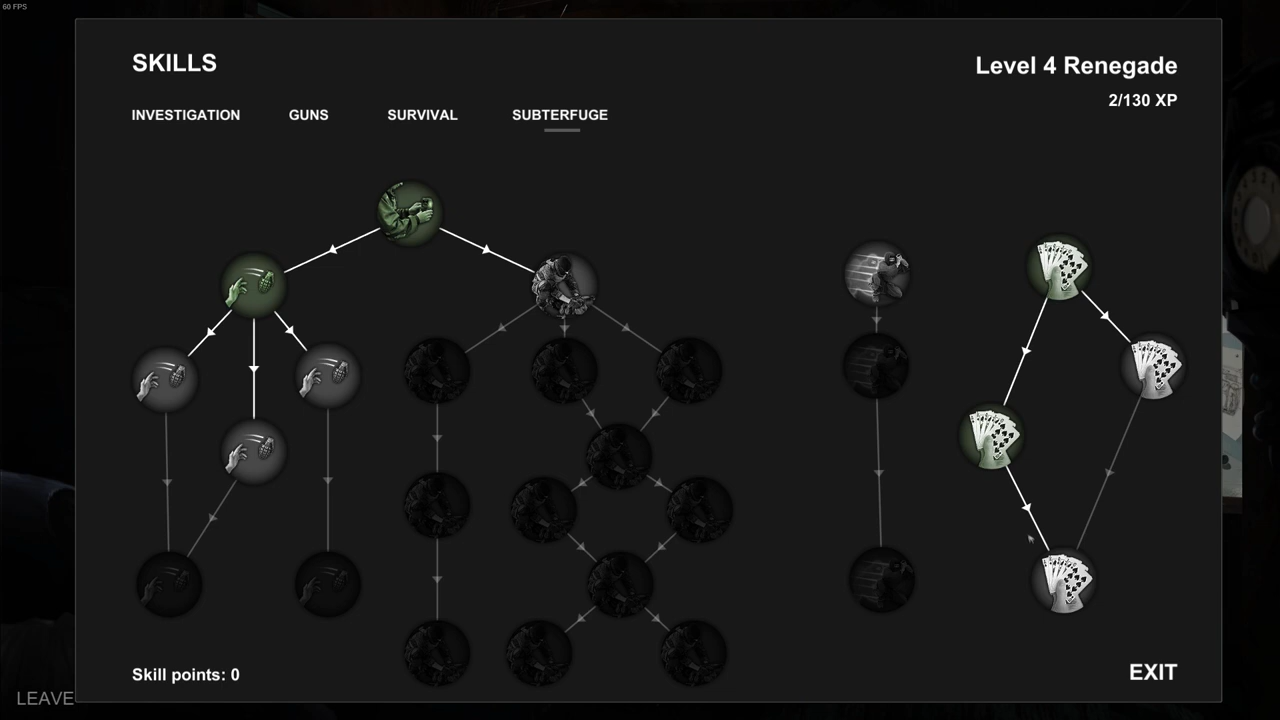 60 FPS
SKILLS
Level 4 Renegade
2/130 XP
INVESTIGATION GUNS SURVIVAL SUBTERFUGE
Skill points: 0
EXIT
LEAVE